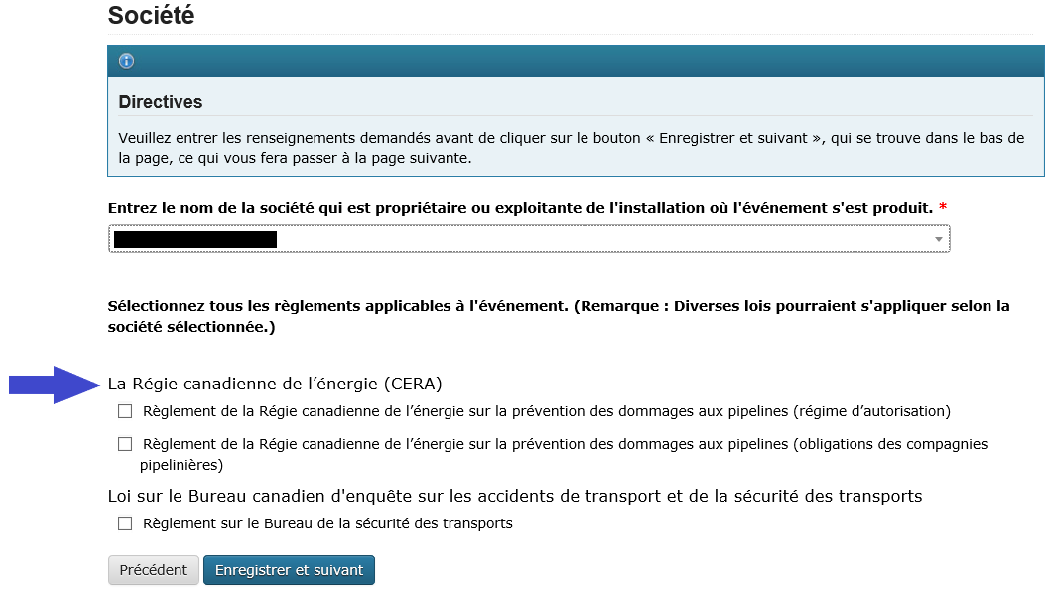 Société
Directives
Veuillez entrer les renseignements demandés avant de cliquer sur le bouton « Enregistrer et suivant », qui se trouve dans le bas de
la page, ce qui vous fera passer à la page suivante.
Entrez le nom de la société qui est propriétaire ou exploitante de l'installation où l'événement s'est produit. *
Sélectionnez tous les règlements applicables à l'événement. (Remarque : Diverses lois pourraient s'appliquer selon la
société sélectionnée.)
La Régie canadienne de l’énergie (CERA)
Règlement de la Régie canadienne de l’énergie sur la prévention des dommages aux pipelines (régime d’autorisation)
Règlement de la Régie canadienne de l’énergie sur la prévention des dommages aux pipelines (obligations des compagnies
pipelinières)
Loi sur le Bureau canadien d'enquête sur les accidents de transport et de la sécurité des transports
Règlement sur le Bureau de la sécurité des transports
Précédent Enregistrer et suivant